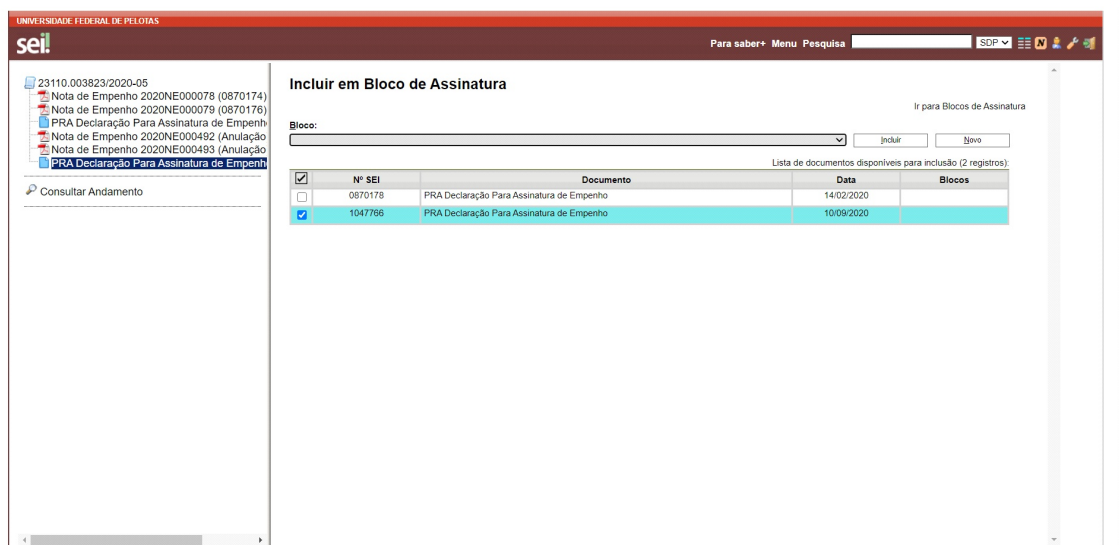 UNIVERSIDADE FEDERAL DE PELOTAS
sei!
Para saber+ Menu Pesquisa
SDP
N
23110.003823/2020-05
Nota de Empenho 2020NE000078 (0870174)
Nota de Empenho 2020NE000079 (0870176)
PRA Declaração Para Assinatura de Empenh
Nota de Empenho 2020NE000492 (Anulação
Nota de Empenho 2020NE000493 (Anulação
PRA Declaração Para Assinatura de Empenh
Consultar Andamento
Incluir em Bloco de Assinatura
Ir para Blocos de Assinatura
Bloco:
Incluir Novo
Lista de documentos disponíveis para inclusão (2 registros):
Nº SEI Documento Data Blocos
0870178 PRA Declaração Para Assinatura de Empenho 14/02/2020
1047766 PRA Declaração Para Assinatura de Empenho 10/09/2020